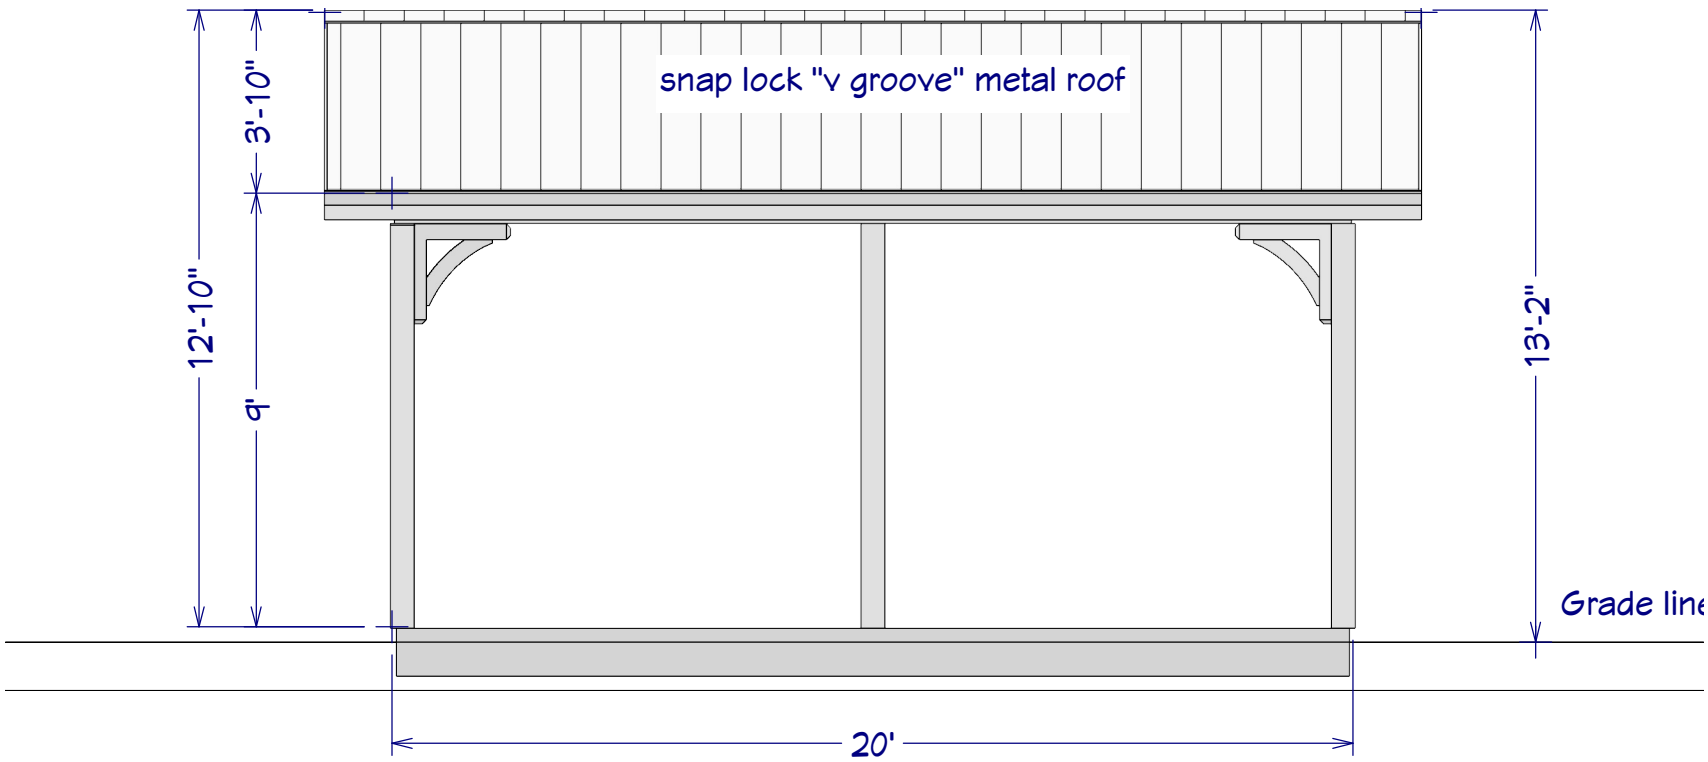 snap lock "v groove" metal roof
3'-10"
12'-10"
9'
13'-2"
Grade line
20'